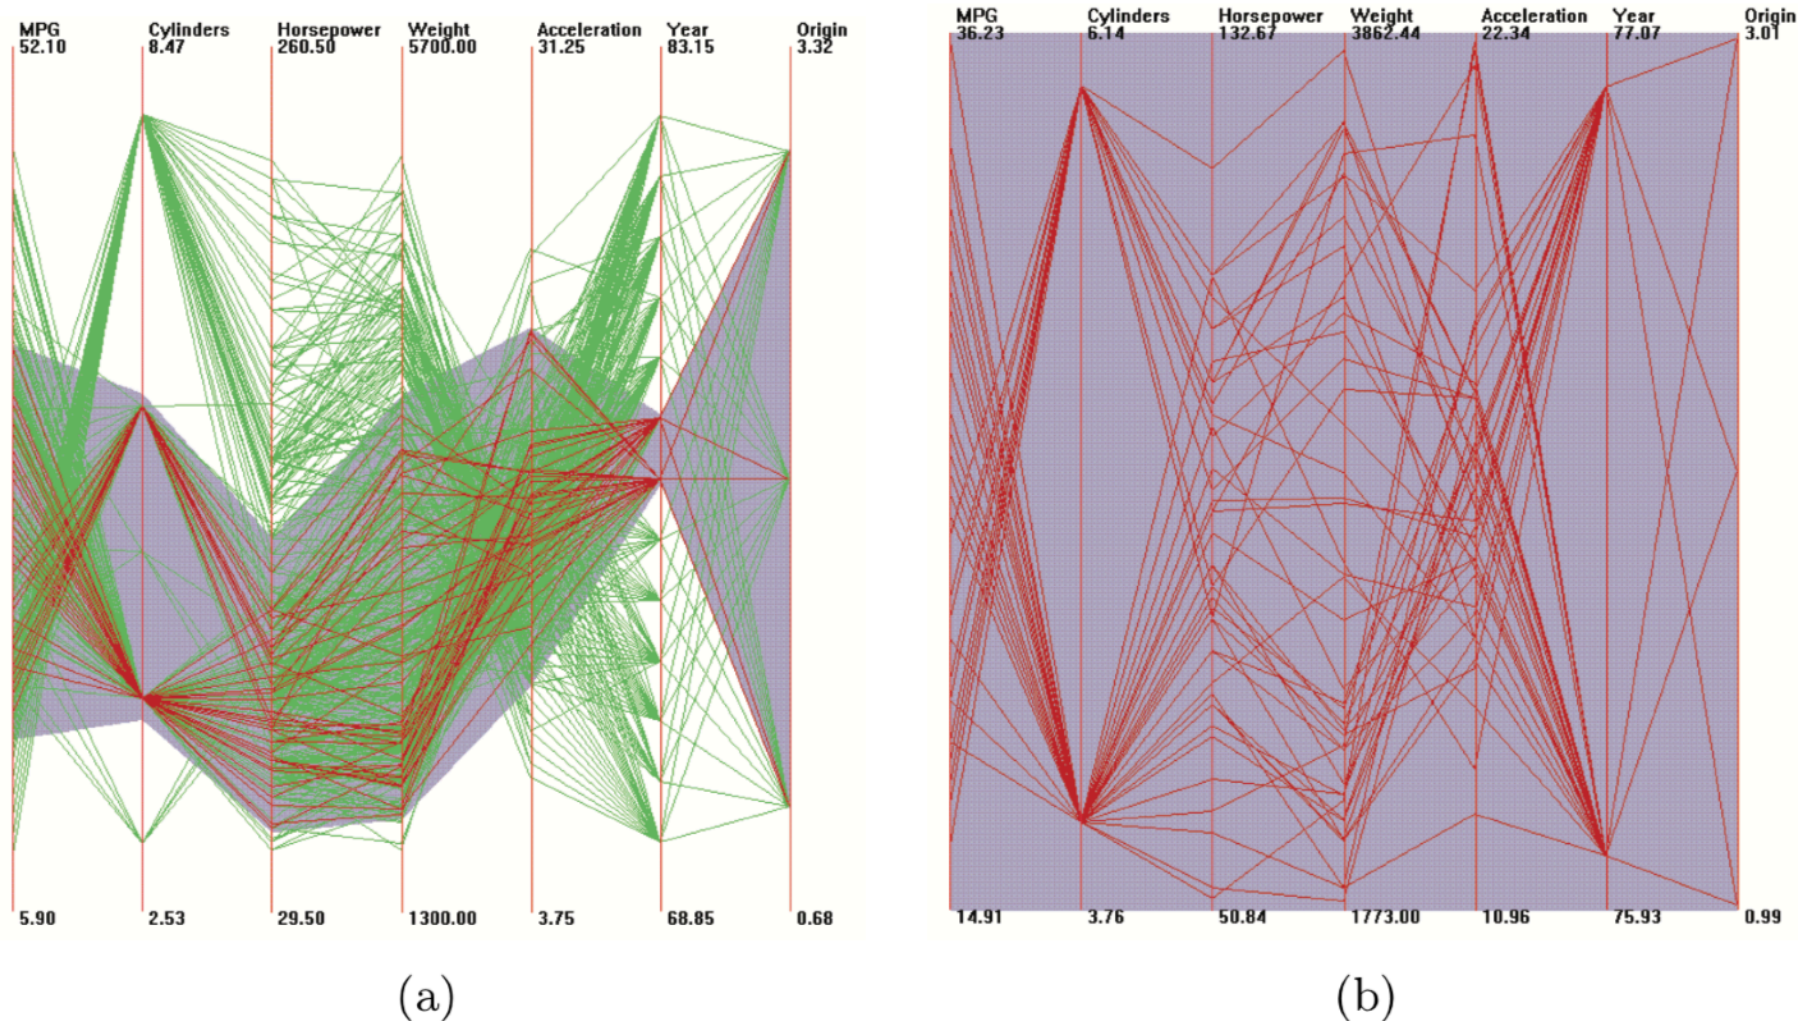 MPG Cylinders Horsepower Weight Acceleration Year Origin
52.10 8.47 260.50 5700.00 31.25 83.15 3.32
5.90 2.53 29.50 1300.00 3.75 68.85 0.68
(a)
MPG Cylinders Horsepower Weight Acceleration Year Origin
36.23 6.14 132.67 3862.44 22.34 77.07 3.01
14.91 3.76 50.84 1773.00 10.96 75.93 0.99
(b)